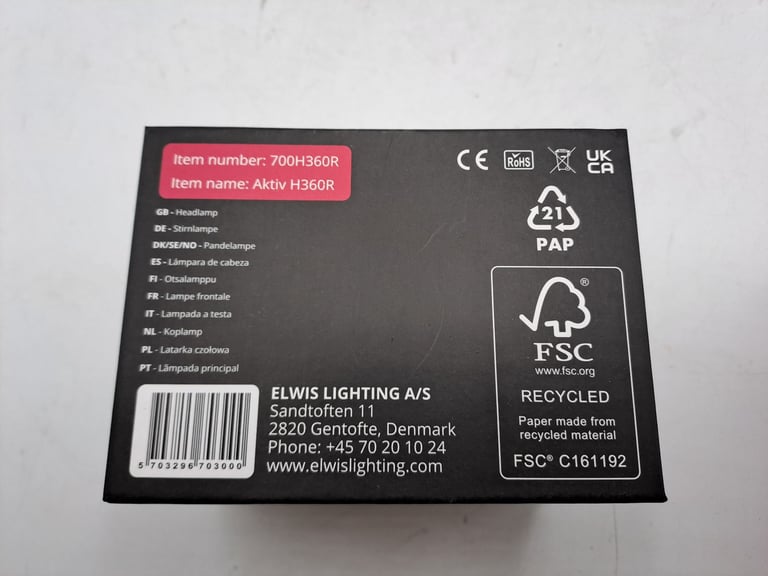 Item number: 700H360R
Item name: Aktiv H360R
CE RoHS UK CA
21
PAP
GB - Headlamp
DE - Stirnlampe
DK/SE/NO - Pandelampe
ES - Lámpara de cabeza
FI - Otsalamppu
FR - Lampe frontale
IT - Lampada a testa
NL - Koplamp
PL - Latarka czołowa
PT - Lâmpada principal
5 703296 703000
ELWIS LIGHTING A/S
Sandtoften 11
2820 Gentofte, Denmark
Phone: +45 70 20 10 24
www.elwislighting.com
®
FSC
www.fsc.org
RECYCLED
Paper made from
recycled material
FSC® C161192